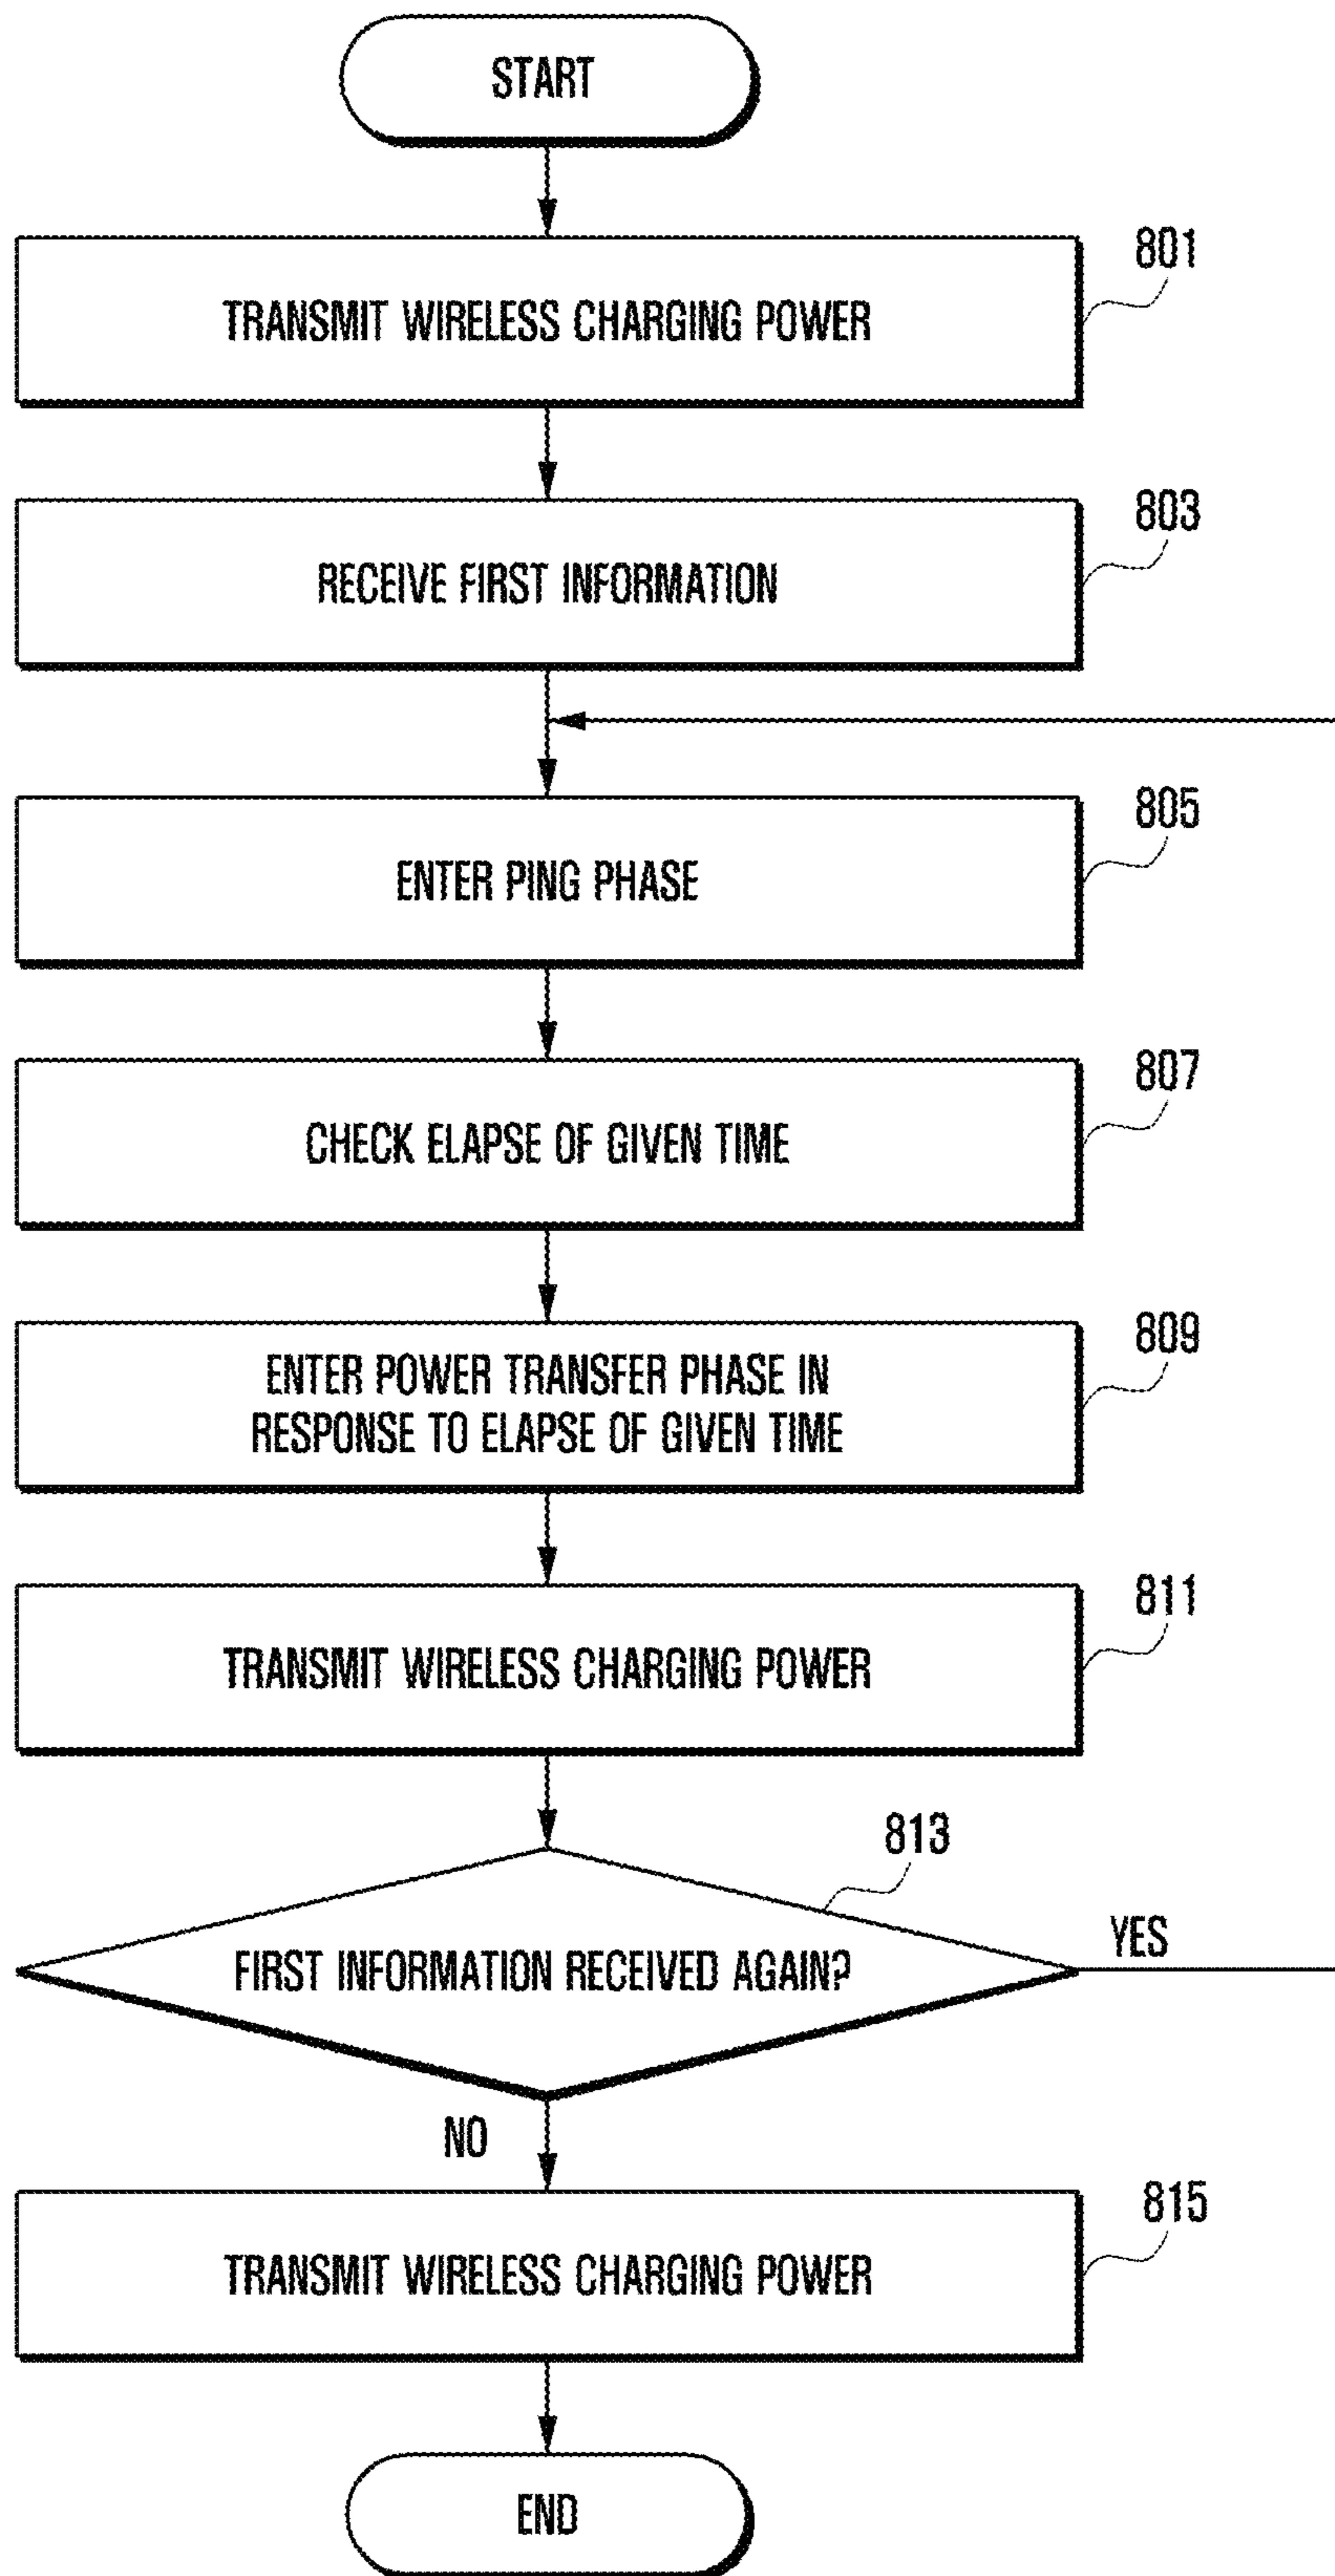 START
801
TRANSMIT WIRELESS CHARGING POWER
803
RECEIVE FIRST INFORMATION
805
ENTER PING PHASE
807
CHECK ELAPSE OF GIVEN TIME
809
ENTER POWER TRANSFER PHASE IN
RESPONSE TO ELAPSE OF GIVEN TIME
811
TRANSMIT WIRELESS CHARGING POWER
813
FIRST INFORMATION RECEIVED AGAIN?
YES
NO
815
TRANSMIT WIRELESS CHARGING POWER
END